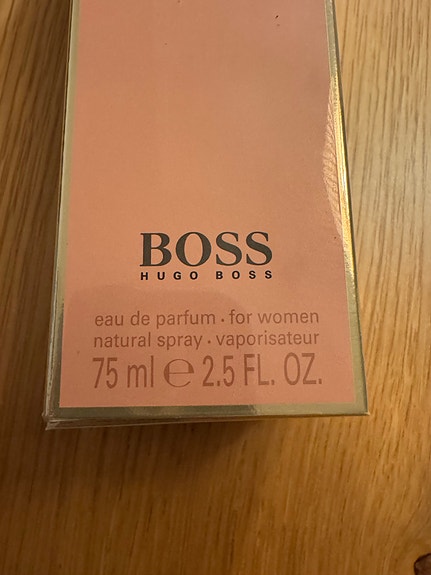 BOSS
HUGO BOSS
eau de parfum · for women
natural spray · vaporisateur
75 ml ℮ 2.5 FL. OZ.